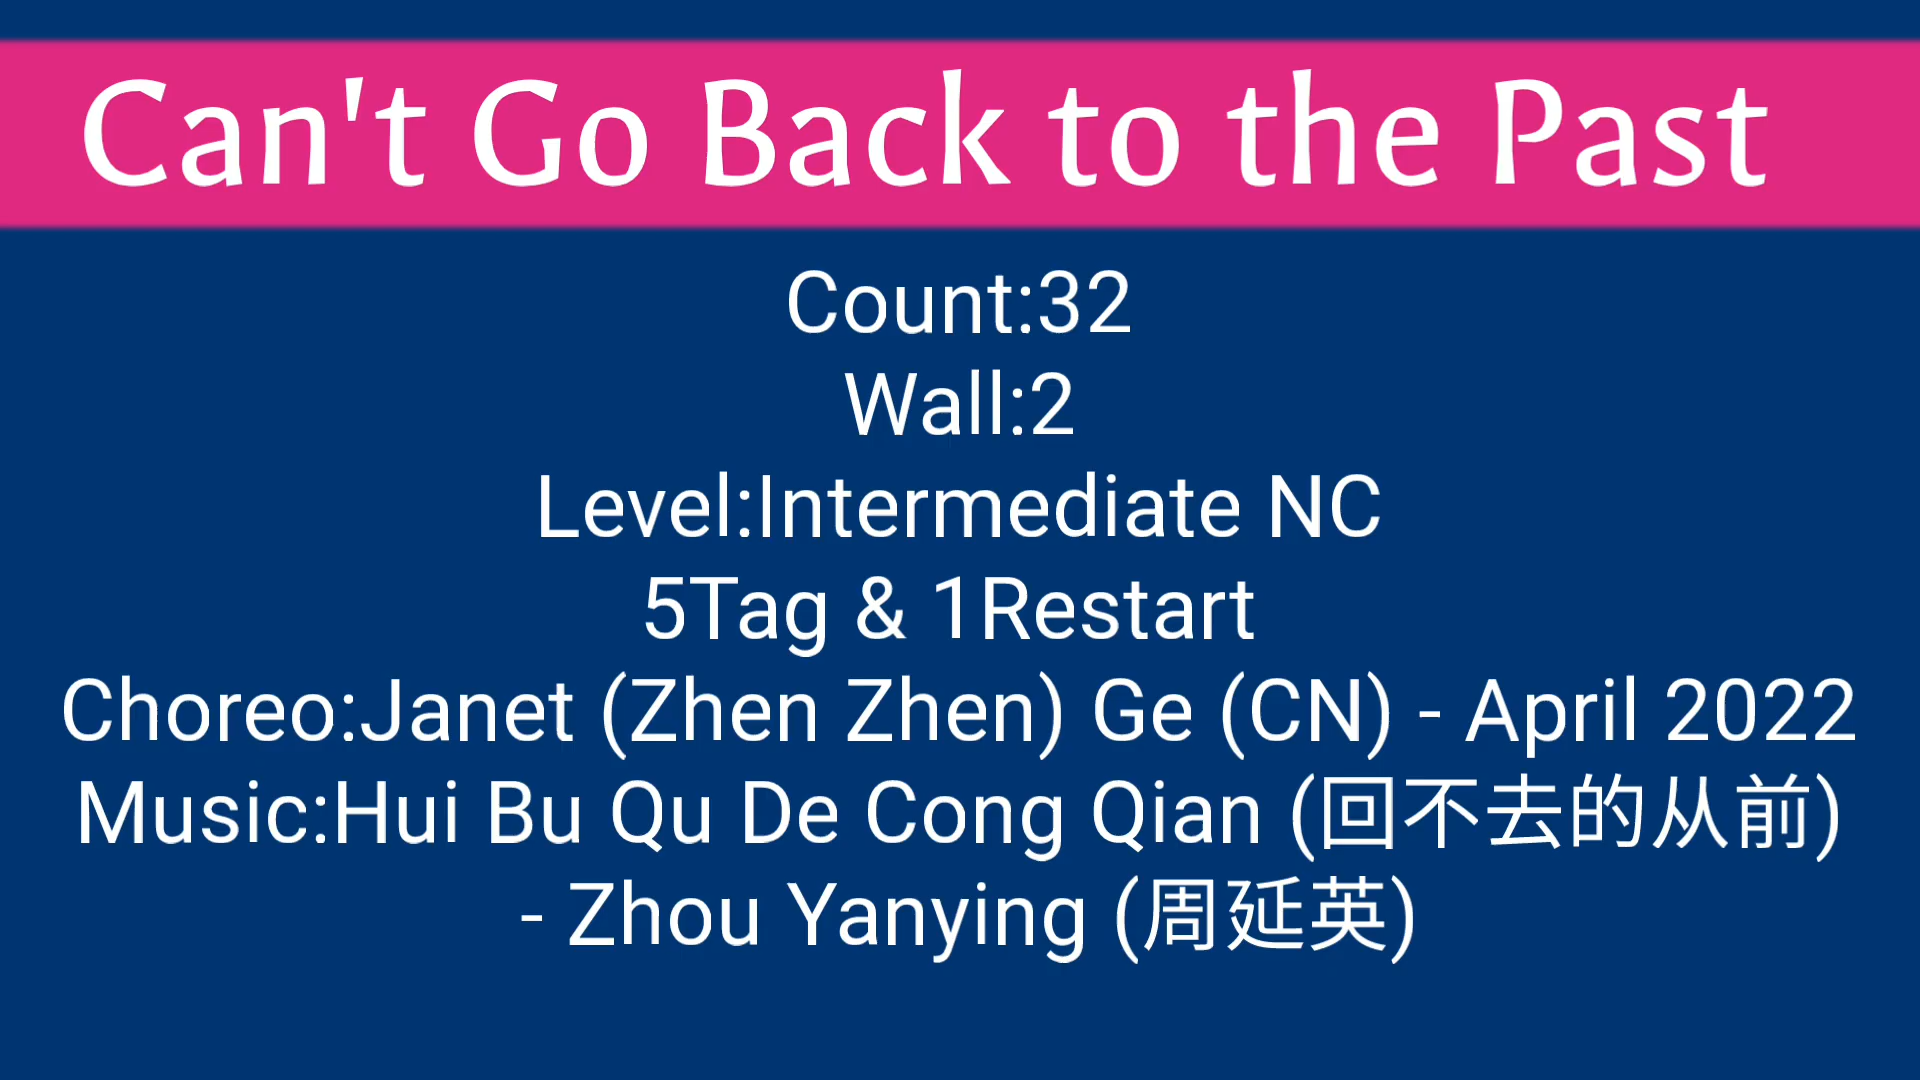 Can't Go Back to the Past
Count:32
Wall:2
Level:Intermediate NC
5Tag & 1Restart
Choreo:Janet (Zhen Zhen) Ge (CN) - April 2022
Music:Hui Bu Qu De Cong Qian (回不去的从前)
- Zhou Yanying (周延英)